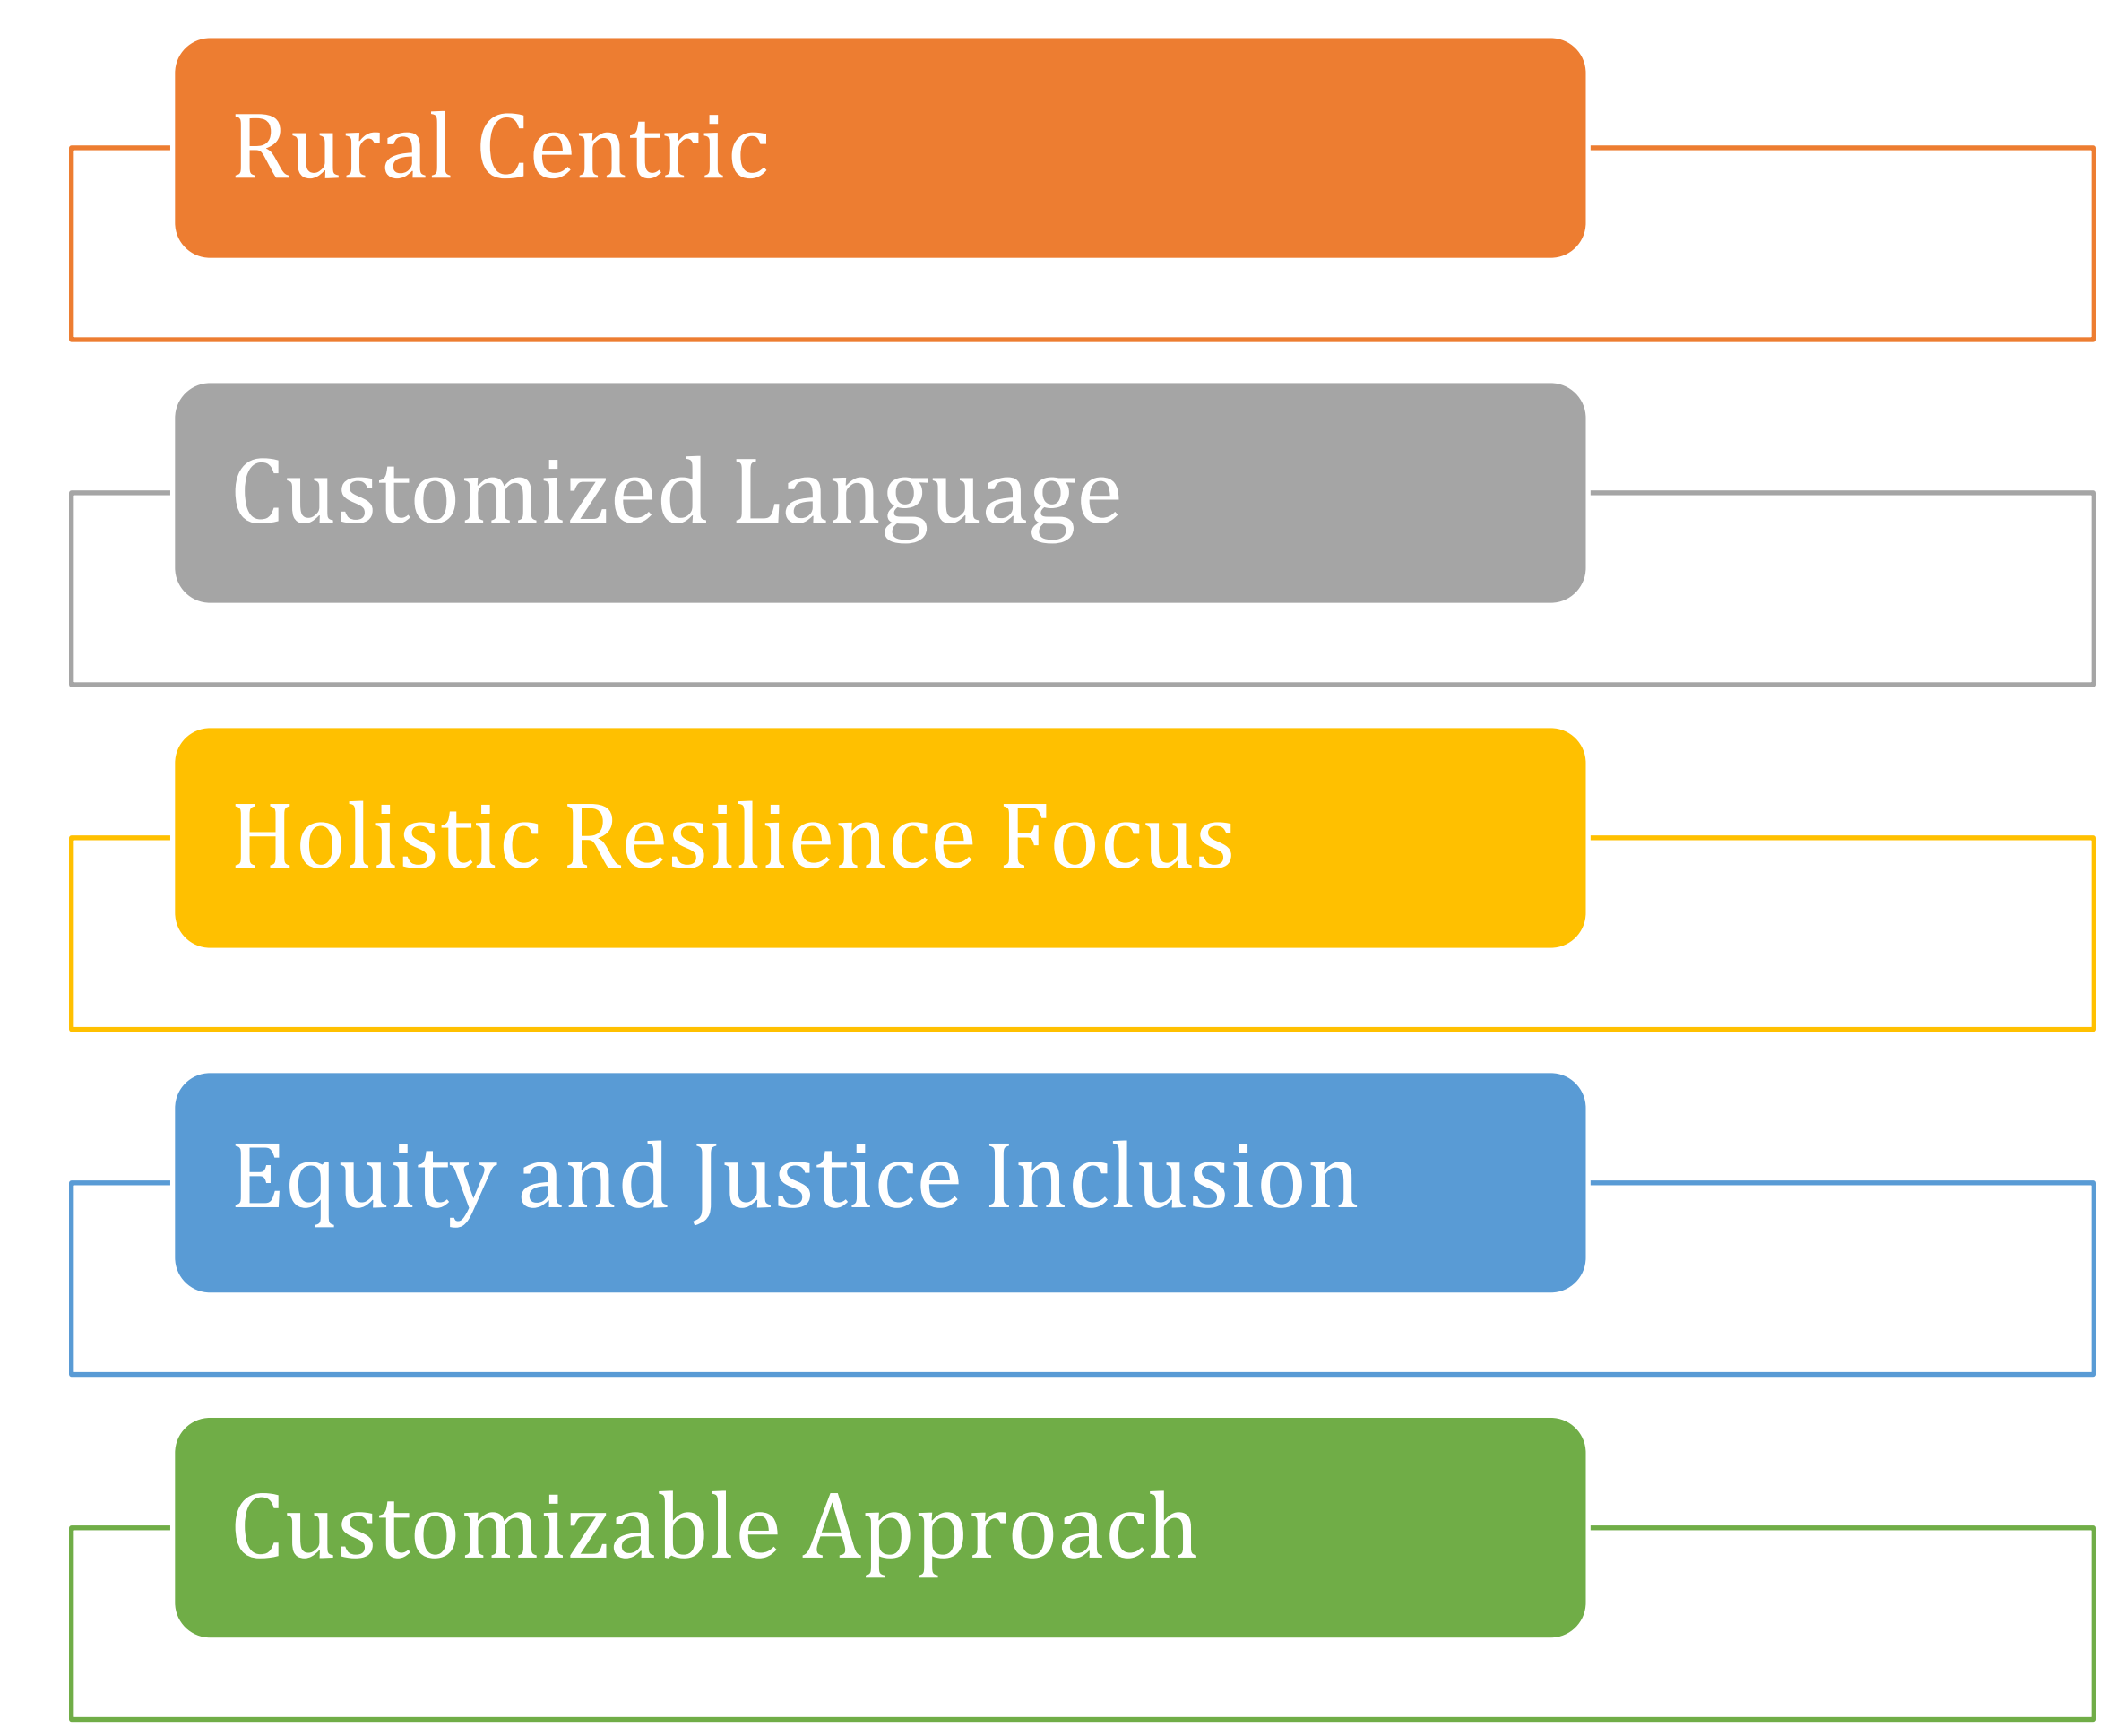 Rural Centric
Customized Language
Holistic Resilience Focus
Equity and Justice Inclusion
Customizable Approach